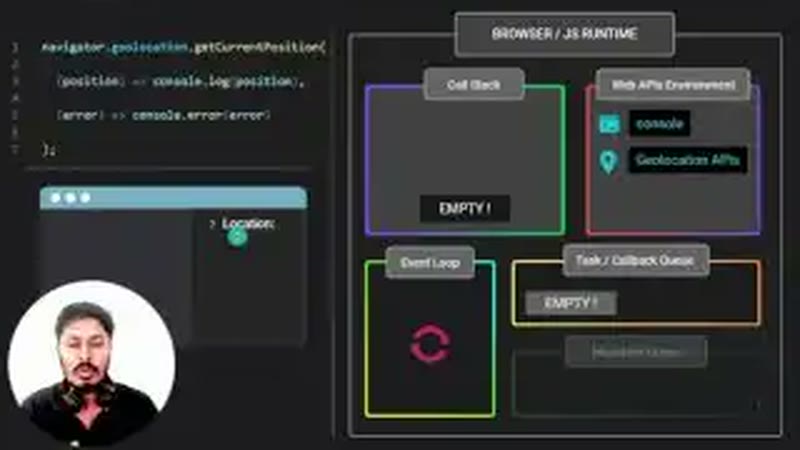 1 navigator.geolocation.getCurrentPosition(
2
3 (position) => console.log(position),
4
5 (error) => console.error(error)
6
7 );
> Location:
BROWSER / JS RUNTIME
Call Stack
EMPTY !
Web APIs Environment
console
Geolocation APIs
Event Loop
Task / Callback Queue
EMPTY !